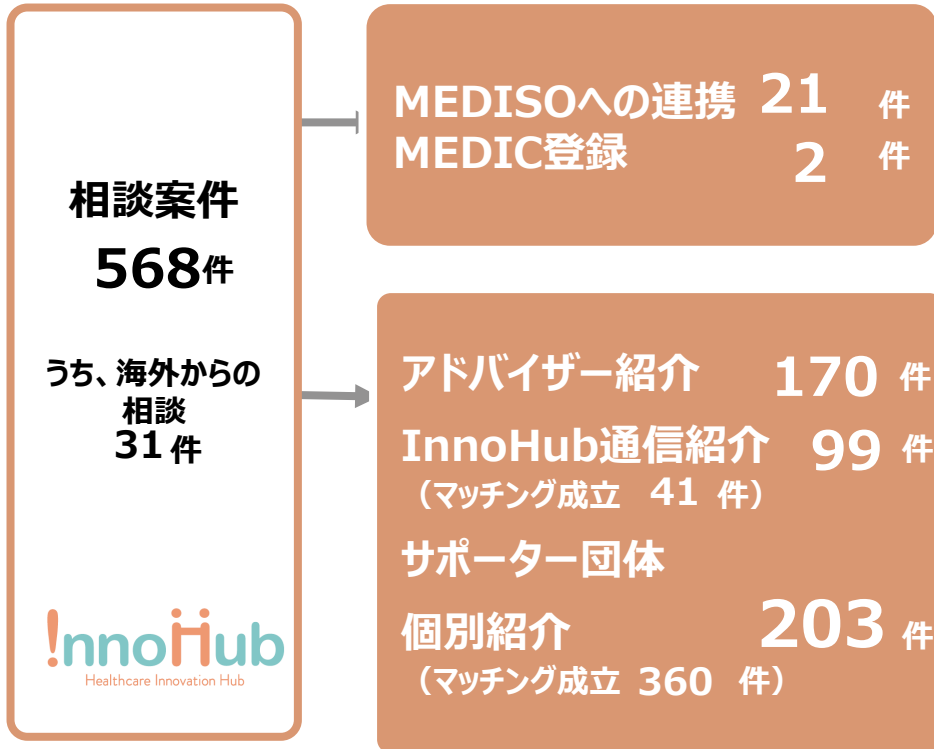 相談案件
568件
うち、海外からの
相談
31件
InnoHub
Healthcare Innovation Hub
MEDISOへの連携 21 件
MEDIC登録 2 件
アドバイザー紹介 170 件
InnoHub通信紹介 99 件
（マッチング成立 41 件）
サポーター団体
個別紹介 203 件
（マッチング成立 360 件）